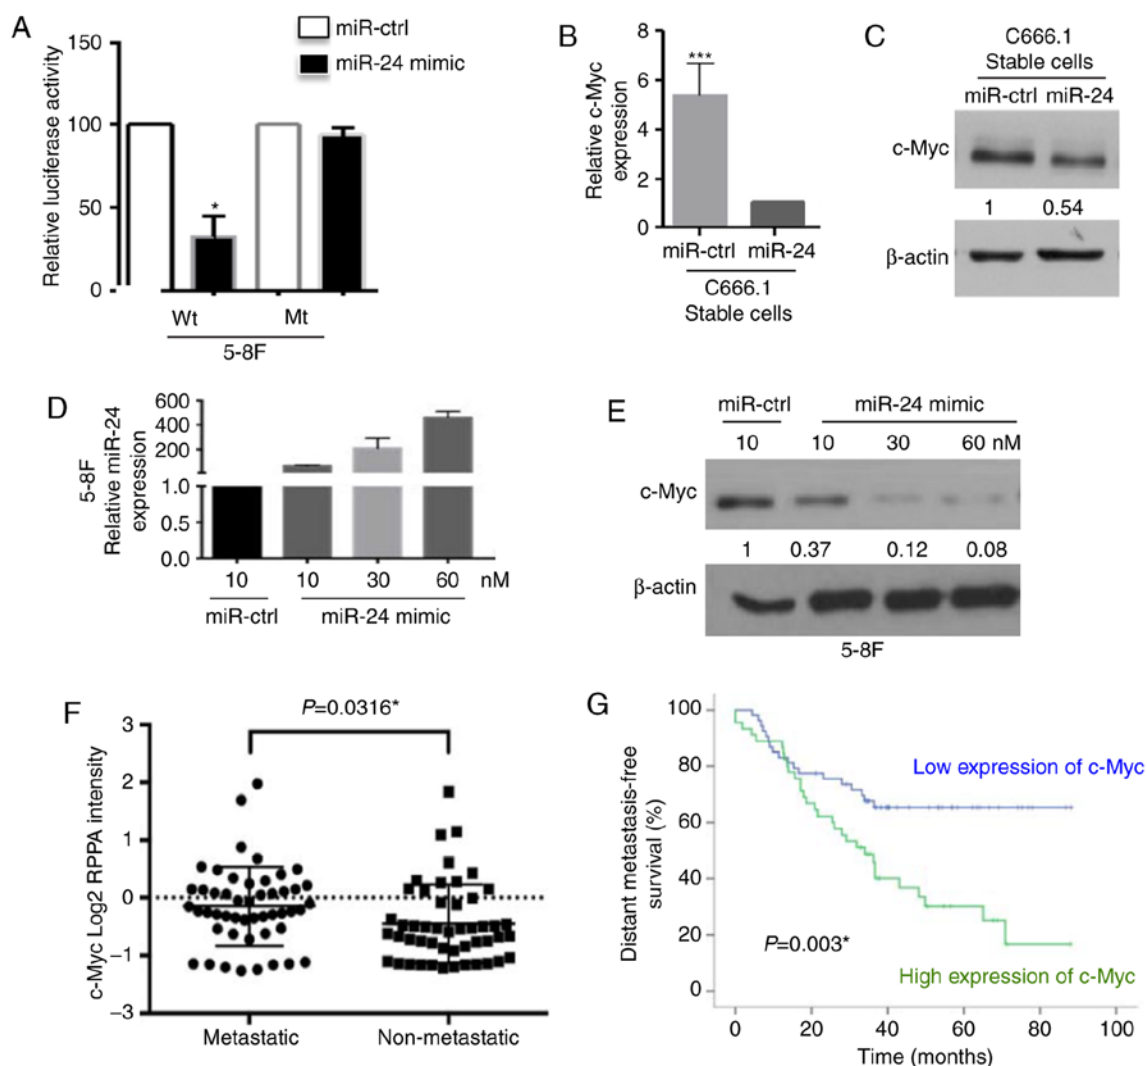 A
miR-ctrl
miR-24 mimic
Relative luciferase activity
150
100
50
0
*
Wt
Mt
5-8F
B
Relative c-Myc
expression
8
6
4
2
0
***
miR-ctrl miR-24
C666.1
Stable cells
C
C666.1
Stable cells
miR-ctrl miR-24
c-Myc
1 0.54
β-actin
D
5-8F
Relative miR-24
expression
600
400
200
1.0
0.5
0.0
10 10 30 60 nM
miR-ctrl miR-24 mimic
E
miR-ctrl miR-24 mimic
10 10 30 60 nM
c-Myc
1 0.37 0.12 0.08
β-actin
5-8F
F
P=0.0316*
c-Myc Log2 RPPA intensity
3
2
1
0
−1
−3
Metastatic Non-metastatic
G
Distant metastasis-free
survival (%)
100
80
60
40
20
0
Low expression of c-Myc
P=0.003*
High expression of c-Myc
0 20 40 60 80 100
Time (months)